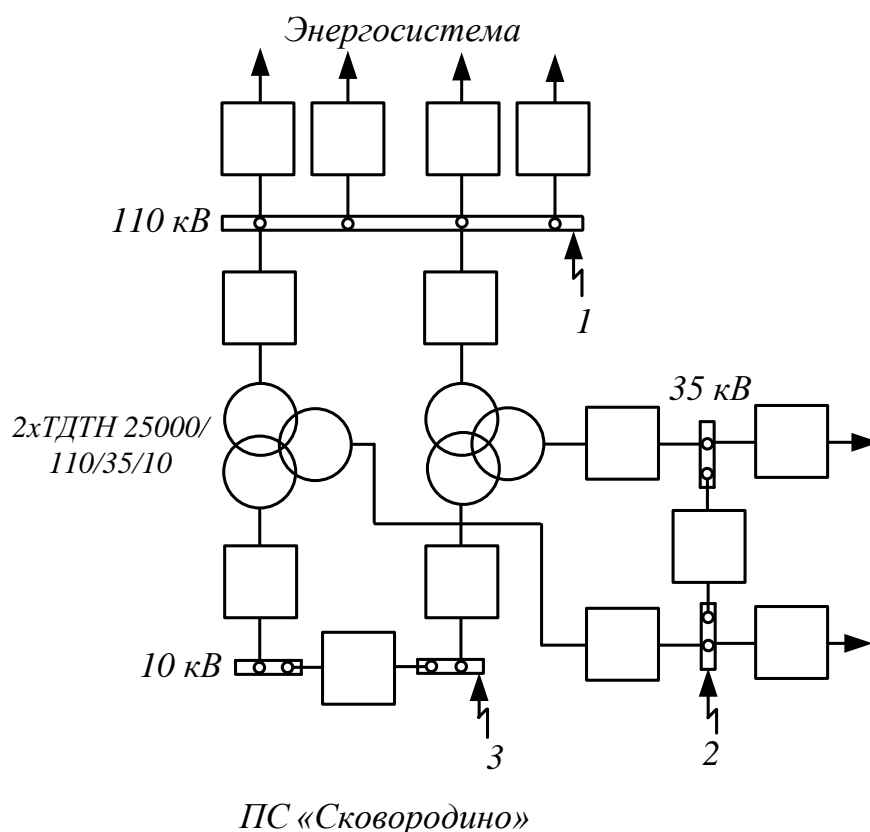 Энергосистема
110 кВ
1
35 кВ
2хТДТН 25000/
110/35/10
10 кВ
3
2
ПС «Сковородино»